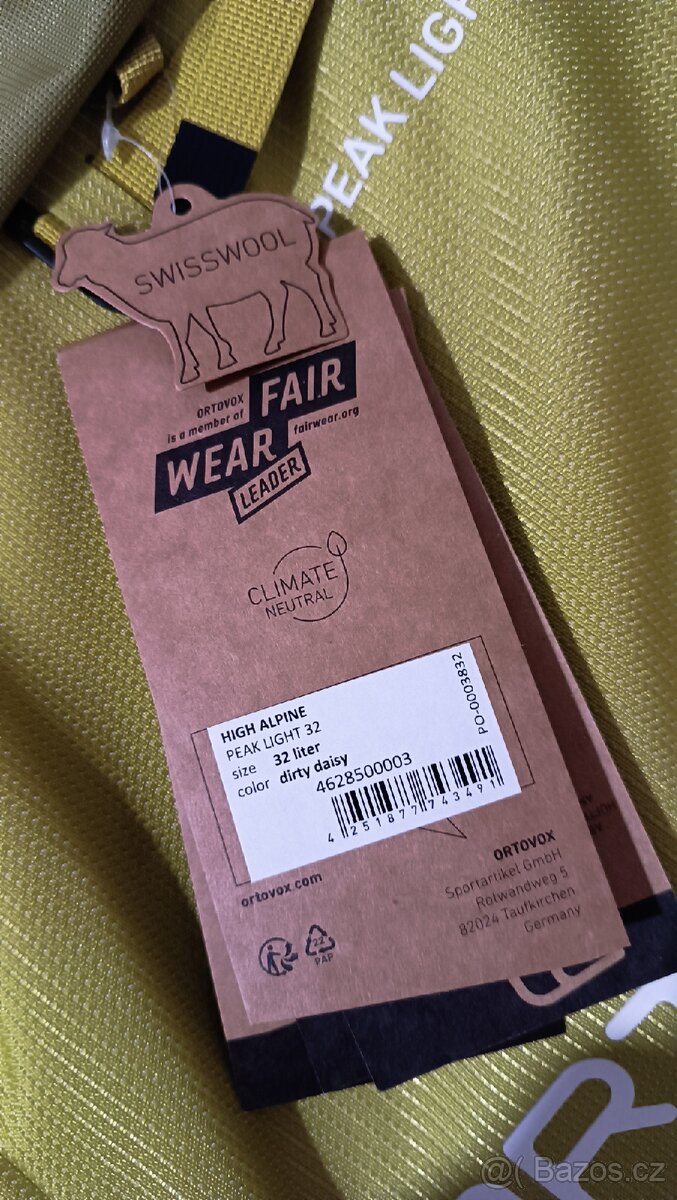 PEAK LIGH
SWISSWOOL
ORTOVOX
is a member of
FAIR
WEAR
fairwear.org
LEADER
CLIMATE
NEUTRAL
HIGH ALPINE
PEAK LIGHT 32
size 32 liter
color dirty daisy
4628500003
4 251877 743491
PO-0003832
ortovox.com
ORTOVOX
Sportartikel GmbH
Rotwandweg 5
82024 Taufkirchen
Germany
22
PAP
@( Bazos.cz